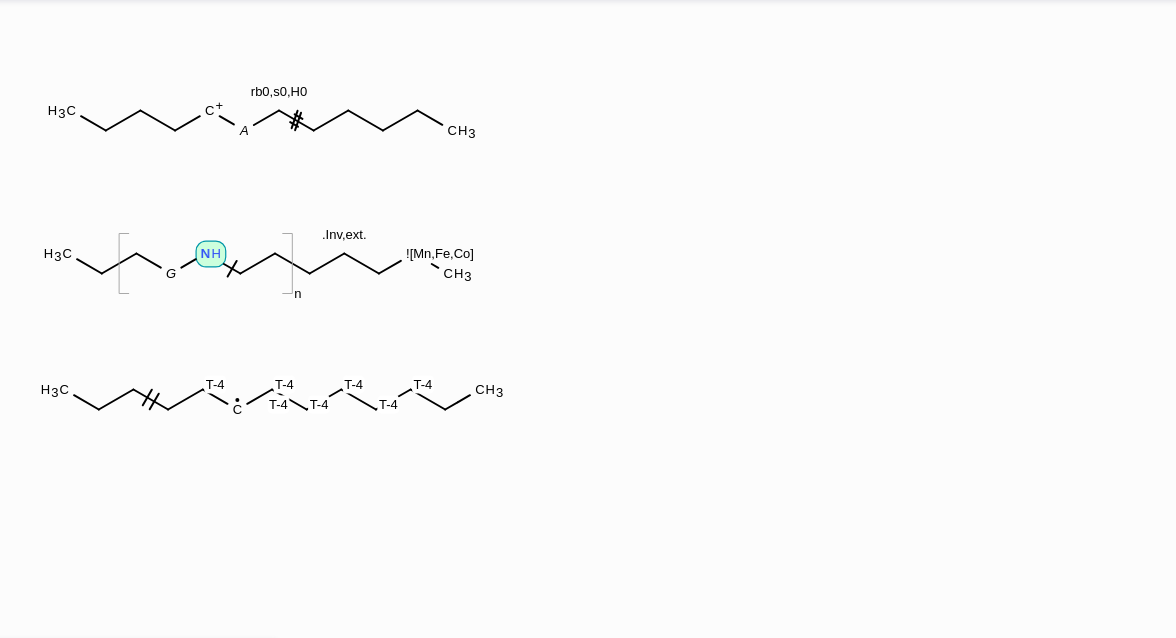 rb0,s0,H0
H3C C+ A CH3
.Inv,ext.
H3C G NH ![Mn,Fe,Co]
CH3
n
H3C T-4 T-4 T-4 T-4 CH3
C T-4 T-4 T-4